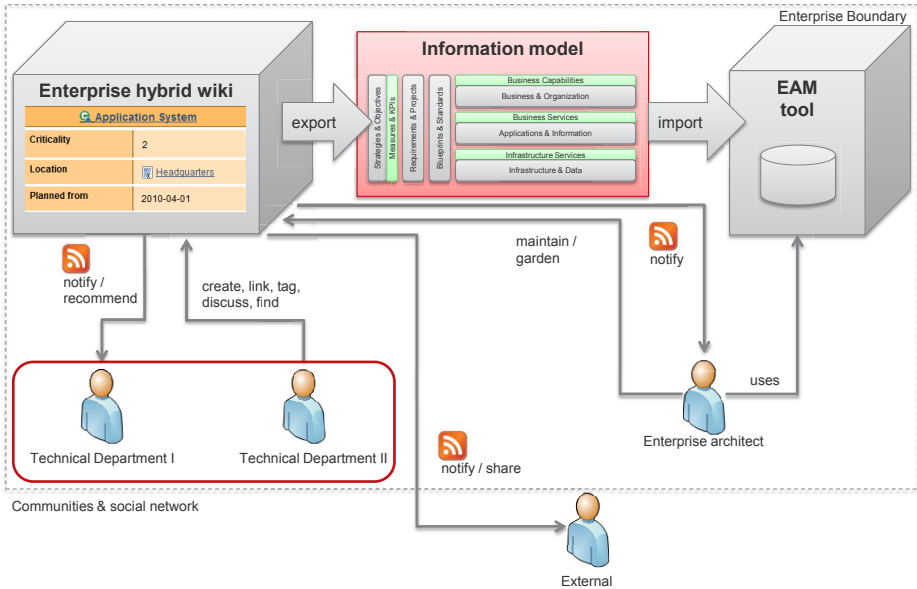 Enterprise Boundary
Enterprise hybrid wiki
Application System
Criticality
2
Location
Headquarters
Planned from
2010-04-01
export
Information model
Strategies & Objectives
Measures & KPIs
Requirements & Projects
Blueprints & Standards
Business Capabilities
Business & Organization
Business Services
Applications & Information
Infrastructure Services
Infrastructure & Data
import
EAM
tool
notify /
recommend
create, link, tag,
discuss, find
maintain /
garden
notify
uses
Technical Department I
Technical Department II
Enterprise architect
notify / share
Communities & social network
External